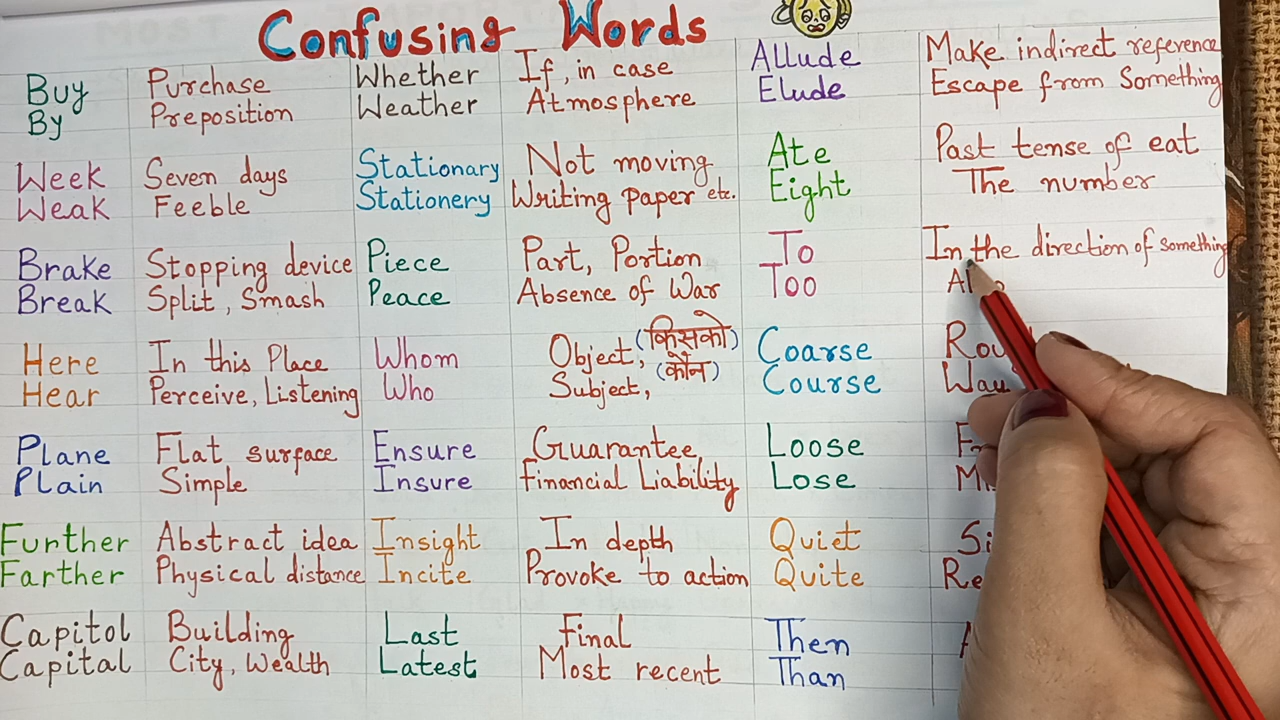 Confusing Words
Buy Purchase Whether If, in case Allude Make indirect reference
By Preposition Weather Atmosphere Elude Escape from Something
Week Seven days Stationary Not moving Ate Past tense of eat
Weak Feeble Stationery Writing paper etc. Eight The number
Brake Stopping device Piece Part, Portion To In the direction of something
Break Split, Smash Peace Absence of War Too
Here In this Place Whom Object, (किसको) Coarse
Hear Perceive, Listening Who Subject, (कौन) Course
Plane Flat surface Ensure Guarantee Loose
Plain Simple Insure Financial Liability Lose
Further Abstract idea Insight In depth Quiet
Farther Physical distance Incite Provoke to action Quite
Capitol Building Last Final Then
Capital City, Wealth Latest Most recent Than